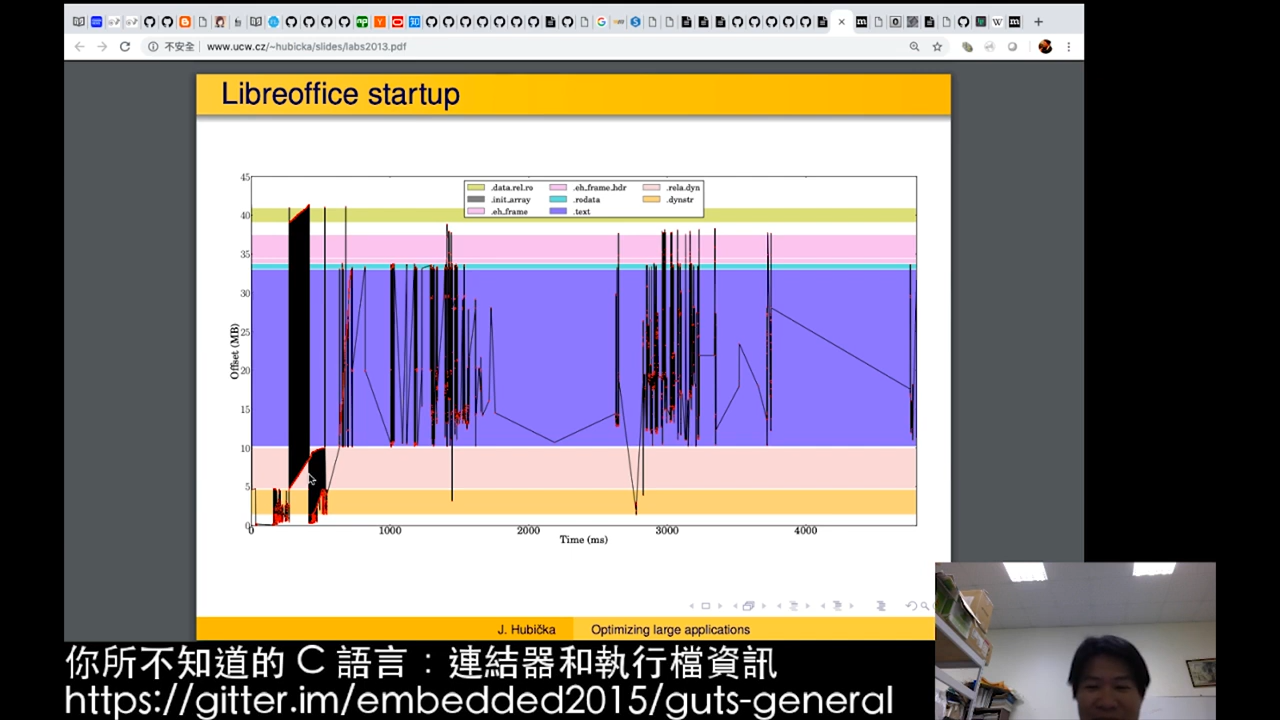 不安全 www.ucw.cz/~hubicka/slides/labs2013.pdf
Libreoffice startup
.data.rel.ro .eh_frame_hdr .rela.dyn
.init_array .rodata .dynstr
.eh_frame .text
45
40
35
30
25
20
15
10
5
0
Offset (MB)
0 1000 2000 3000 4000
Time (ms)
J. Hubička Optimizing large applications
你所不知道的 C 語言：連結器和執行檔資訊
https://gitter.im/embedded2015/guts-general